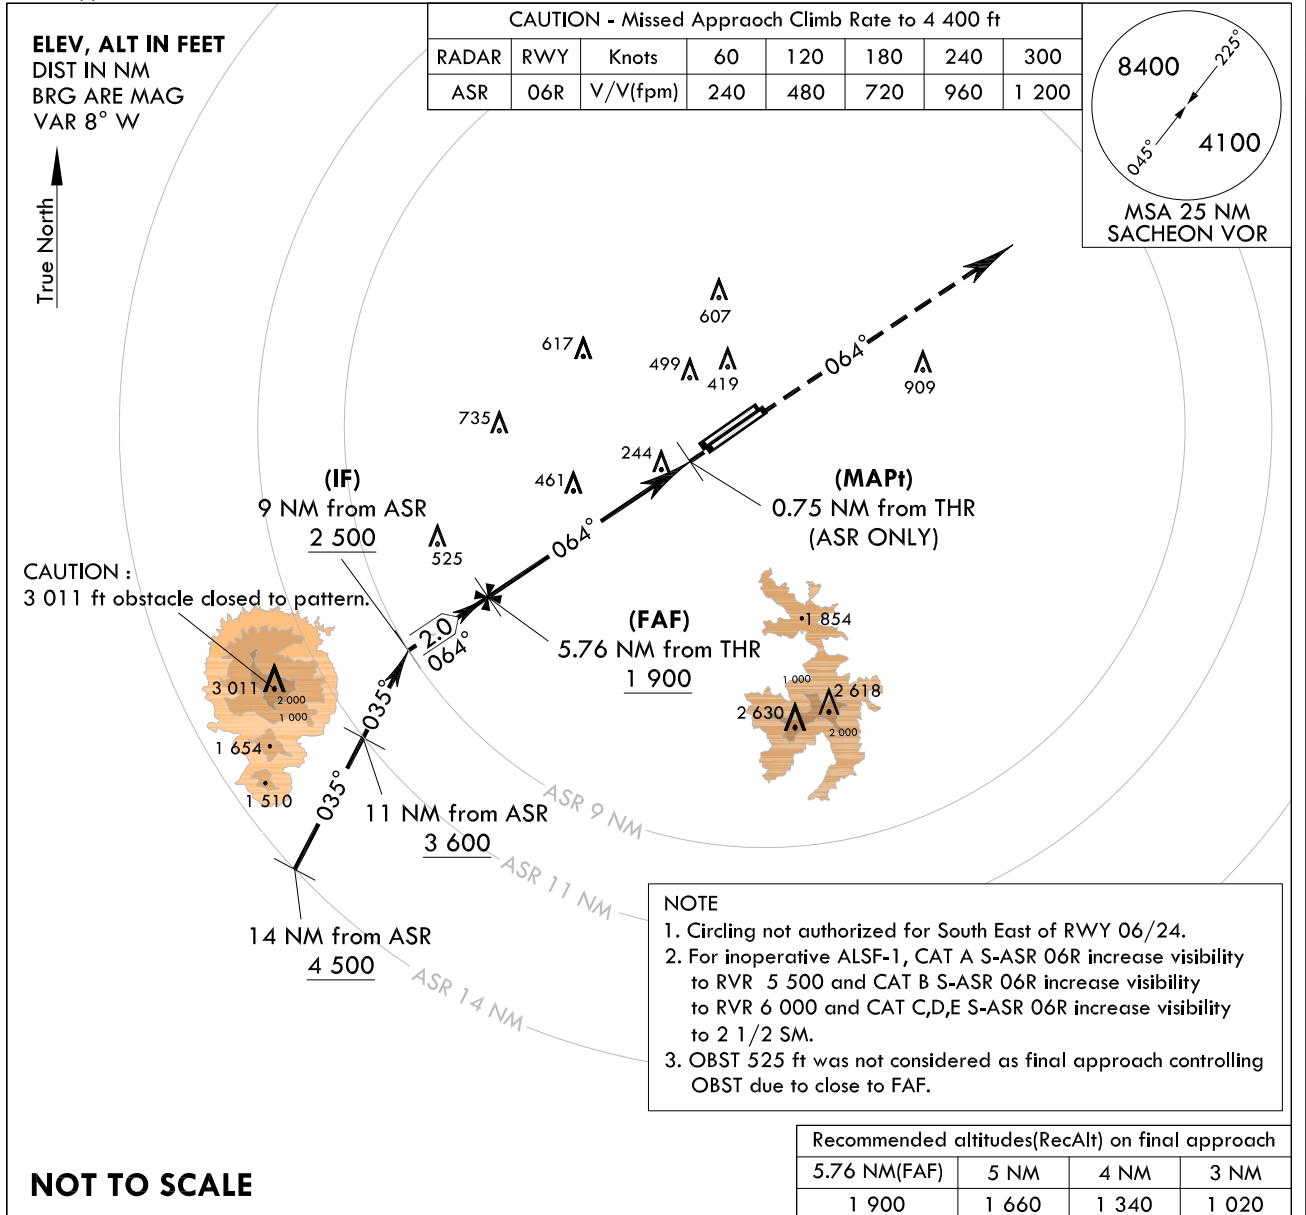 CAUTION - Missed Appraoch Climb Rate to 4 400 ft
RADAR RWY Knots 60 120 180 240 300
ASR 06R V/V(fpm) 240 480 720 960 1 200
ELEV, ALT IN FEET
DIST IN NM
BRG ARE MAG
VAR 8° W
True North
8400
225°
045°
4100
MSA 25 NM
SACHEON VOR
607
617
499
419
064°
909
735
244
461
(IF)
9 NM from ASR
2 500
(MAPt)
0.75 NM from THR
(ASR ONLY)
064°
525
CAUTION :
3 011 ft obstacle closed to pattern.
(FAF)
5.76 NM from THR
1 900
2.0
064°
1 854
3 011
2 000
1 000
035°
1 000
2 618
2 630
2 000
1 654
1 510
035°
11 NM from ASR
3 600
ASR 9 NM
ASR 11 NM
14 NM from ASR
4 500
ASR 14 NM
NOTE
1. Circling not authorized for South East of RWY 06/24.
2. For inoperative ALSF-1, CAT A S-ASR 06R increase visibility
to RVR 5 500 and CAT B S-ASR 06R increase visibility
to RVR 6 000 and CAT C,D,E S-ASR 06R increase visibility
to 2 1/2 SM.
3. OBST 525 ft was not considered as final approach controlling
OBST due to close to FAF.
Recommended altitudes(RecAlt) on final approach
5.76 NM(FAF) 5 NM 4 NM 3 NM
1 900 1 660 1 340 1 020
NOT TO SCALE